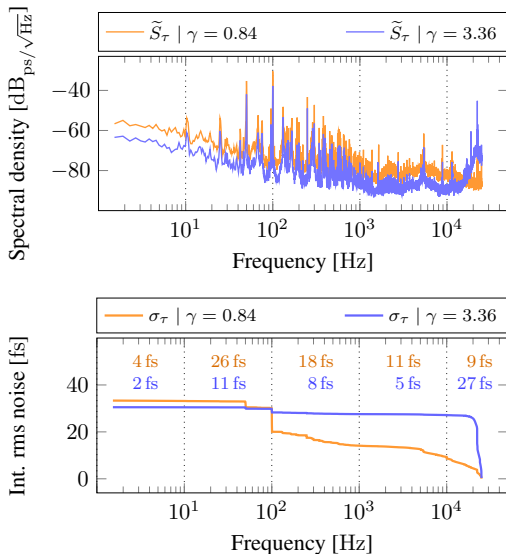 S̃τ | γ = 0.84 S̃τ | γ = 3.36
Spectral density [dBps/√Hz]
−40
−60
−80
10¹ 10² 10³ 10⁴
Frequency [Hz]
στ | γ = 0.84 στ | γ = 3.36
Int. rms noise [fs]
4 fs 26 fs 18 fs 11 fs 9 fs
2 fs 11 fs 8 fs 5 fs 27 fs
40
20
0
10¹ 10² 10³ 10⁴
Frequency [Hz]